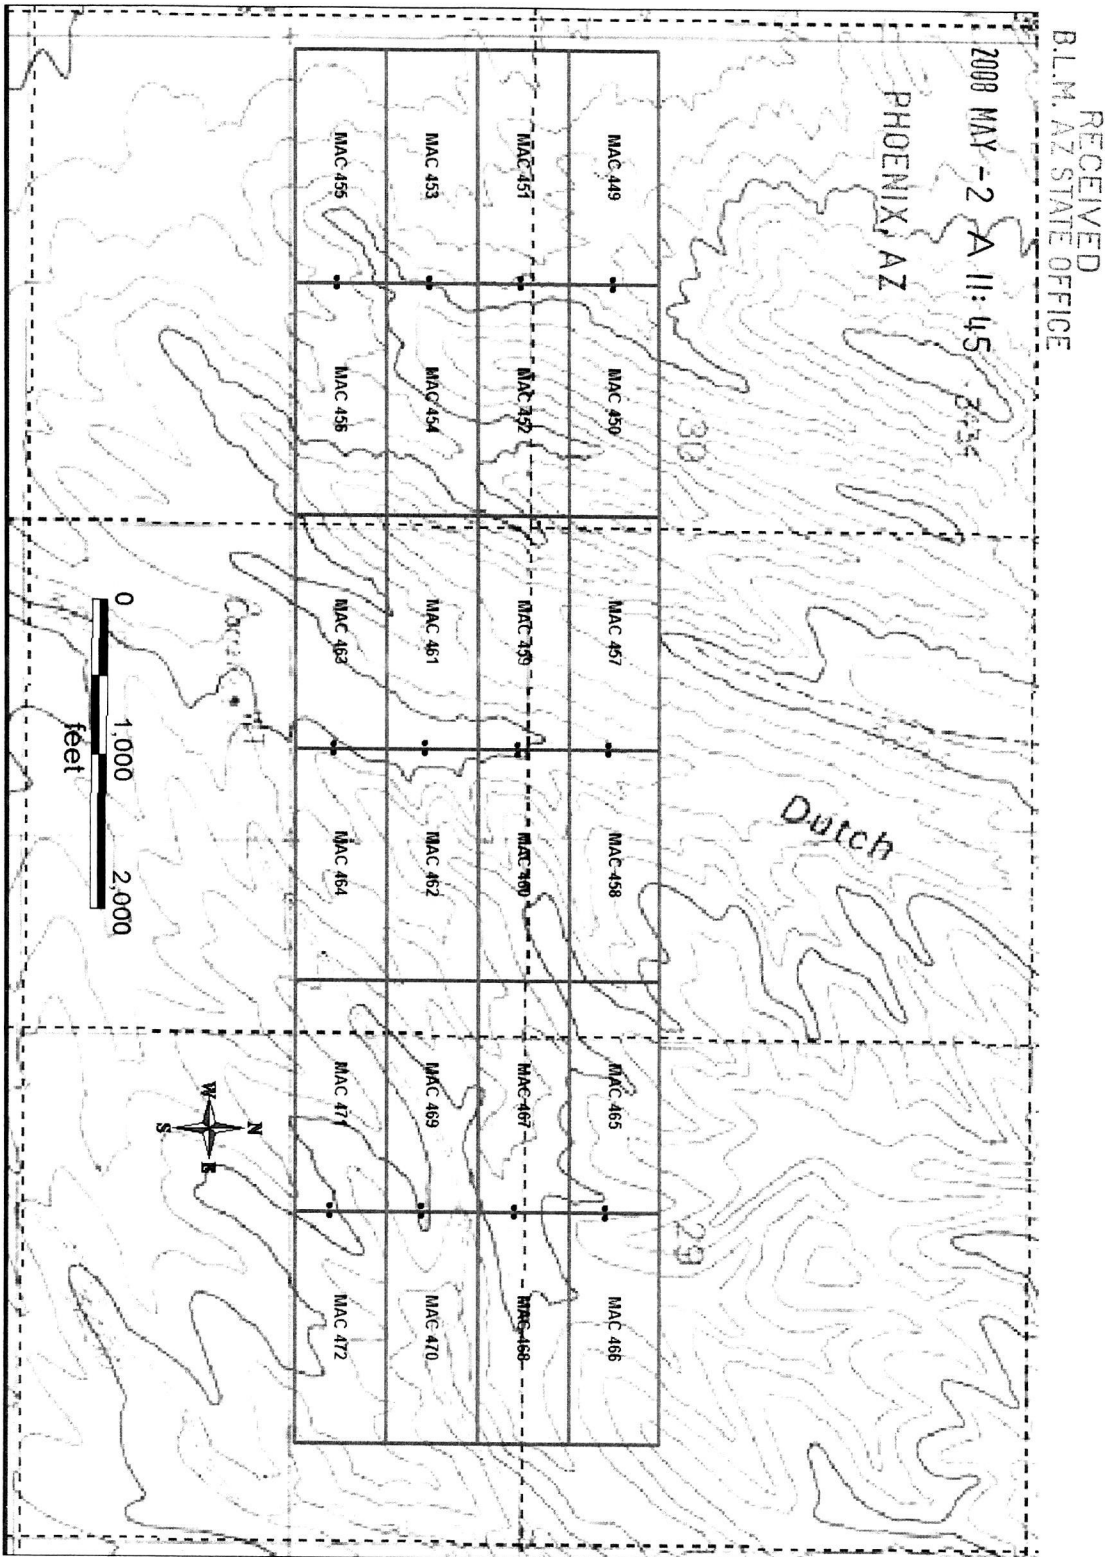 RECEIVED
B.L.M. AZ STATE OFFICE
2008 MAY -2 A 11:45
PHOENIX, AZ
30
Dutch
29
MAC 449
MAC 450
MAC 457
MAC 458
MAC 465
MAC 466
MAC 451
MAC 452
MAC 459
MAC 460
MAC 467
MAC 468
MAC 453
MAC 454
MAC 461
MAC 462
MAC 469
MAC 470
MAC 455
MAC 456
MAC 463
MAC 464
MAC 471
MAC 472
N
W
E
S
0
1,000
2,000
feet